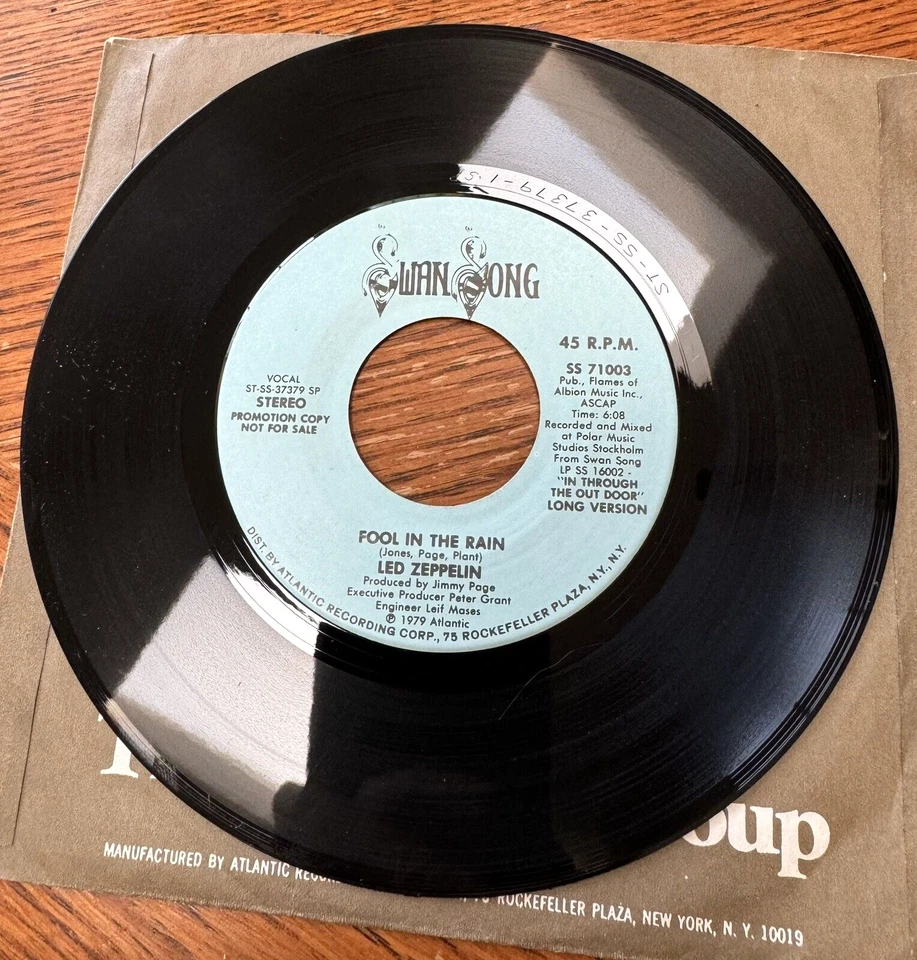 SWAN SONG
45 R.P.M.
SS 71003
Pub., Flames of
Albion Music Inc.,
ASCAP
Time: 6:08
Recorded and Mixed
at Polar Music
Studios Stockholm
From Swan Song
LP SS 16002 -
"IN THROUGH
THE OUT DOOR"
LONG VERSION
VOCAL
ST-SS-37379 SP
STEREO
PROMOTION COPY
NOT FOR SALE
FOOL IN THE RAIN
(Jones, Page, Plant)
LED ZEPPELIN
Produced by Jimmy Page
Executive Producer Peter Grant
Engineer Leif Mases
℗ 1979 Atlantic
DIST. BY ATLANTIC RECORDING CORP., 75 ROCKEFELLER PLAZA, N.Y., N.Y.
ST-SS-37379-1-S
oup
MANUFACTURED BY ATLANTIC ROCKEFELLER PLAZA, NEW YORK, N. Y. 10019